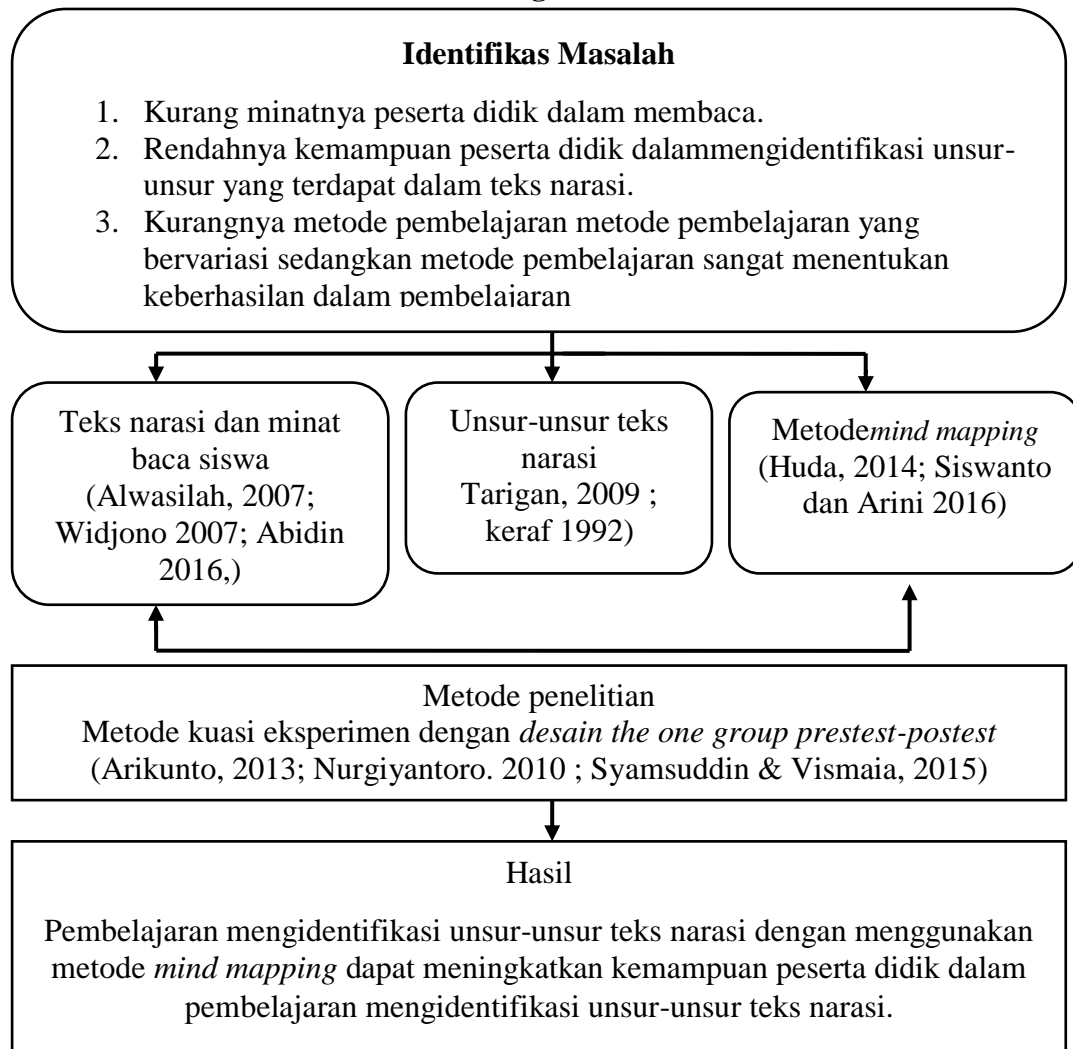 Identifikas Masalah
1. Kurang minatnya peserta didik dalam membaca.
2. Rendahnya kemampuan peserta didik dalammengidentifikasi unsur-
unsur yang terdapat dalam teks narasi.
3. Kurangnya metode pembelajaran metode pembelajaran yang
bervariasi sedangkan metode pembelajaran sangat menentukan
keberhasilan dalam pembelajaran
Teks narasi dan minat
baca siswa
(Alwasilah, 2007;
Widjono 2007; Abidin
2016,)
Unsur-unsur teks
narasi
Tarigan, 2009 ;
keraf 1992)
Metodemind mapping
(Huda, 2014; Siswanto
dan Arini 2016)
Metode penelitian
Metode kuasi eksperimen dengan desain the one group prestest-postest
(Arikunto, 2013; Nurgiyantoro. 2010 ; Syamsuddin & Vismaia, 2015)
Hasil
Pembelajaran mengidentifikasi unsur-unsur teks narasi dengan menggunakan
metode mind mapping dapat meningkatkan kemampuan peserta didik dalam
pembelajaran mengidentifikasi unsur-unsur teks narasi.